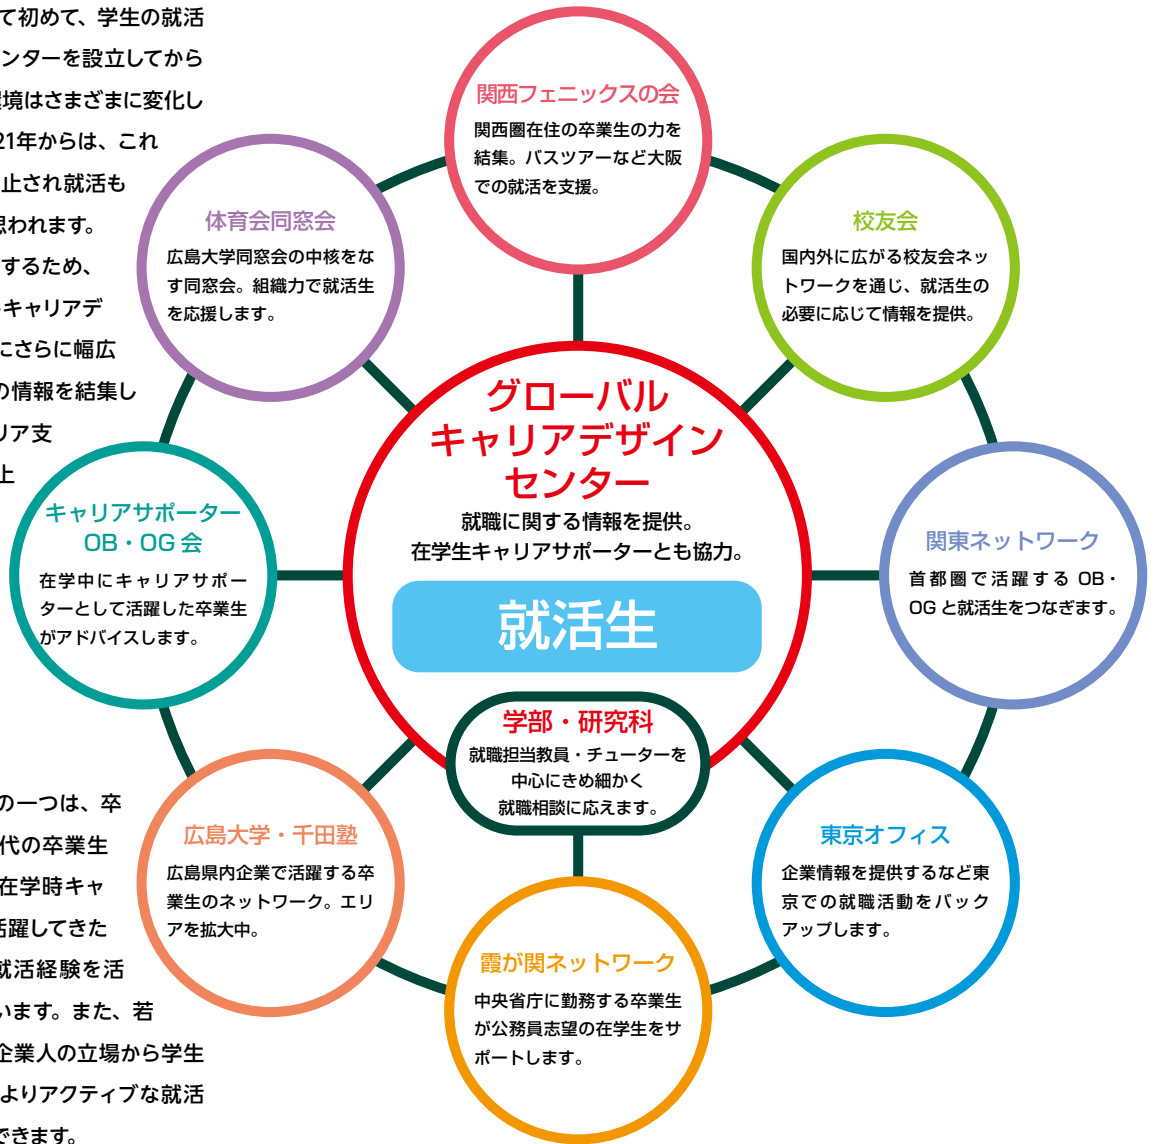 て初めて、学生の就活
ンターを設立してから
境はさまざまに変化し
21年からは、これ
止され就活も
思われます。
するため、
キャリアデ
にさらに幅広
の情報を結集し
リア支
上
の一つは、卒
代の卒業生
在学時キャ
活躍してきた
就活経験を活
います。また、若
企業人の立場から学生
よりアクティブな就活
できます。
関西フェニックスの会
関西圏在住の卒業生の力を
結集。バスツアーなど大阪
での就活を支援。
体育会同窓会
広島大学同窓会の中核をな
す同窓会。組織力で就活生
を応援します。
校友会
国内外に広がる校友会ネッ
トワークを通じ、就活生の
必要に応じて情報を提供。
グローバル
キャリアデザイン
センター
就職に関する情報を提供。
在学生キャリアサポーターとも協力。
就活生
学部・研究科
就職担当教員・チューターを
中心にきめ細かく
就職相談に応えます。
キャリアサポーター
OB・OG 会
在学中にキャリアサポー
ターとして活躍した卒業生
がアドバイスします。
関東ネットワーク
首都圏で活躍する OB・
OG と就活生をつなぎます。
広島大学・千田塾
広島県内企業で活躍する卒
業生のネットワーク。エリ
アを拡大中。
東京オフィス
企業情報を提供するなど東
京での就職活動をバック
アップします。
霞が関ネットワーク
中央省庁に勤務する卒業生
が公務員志望の在学生をサ
ポートします。